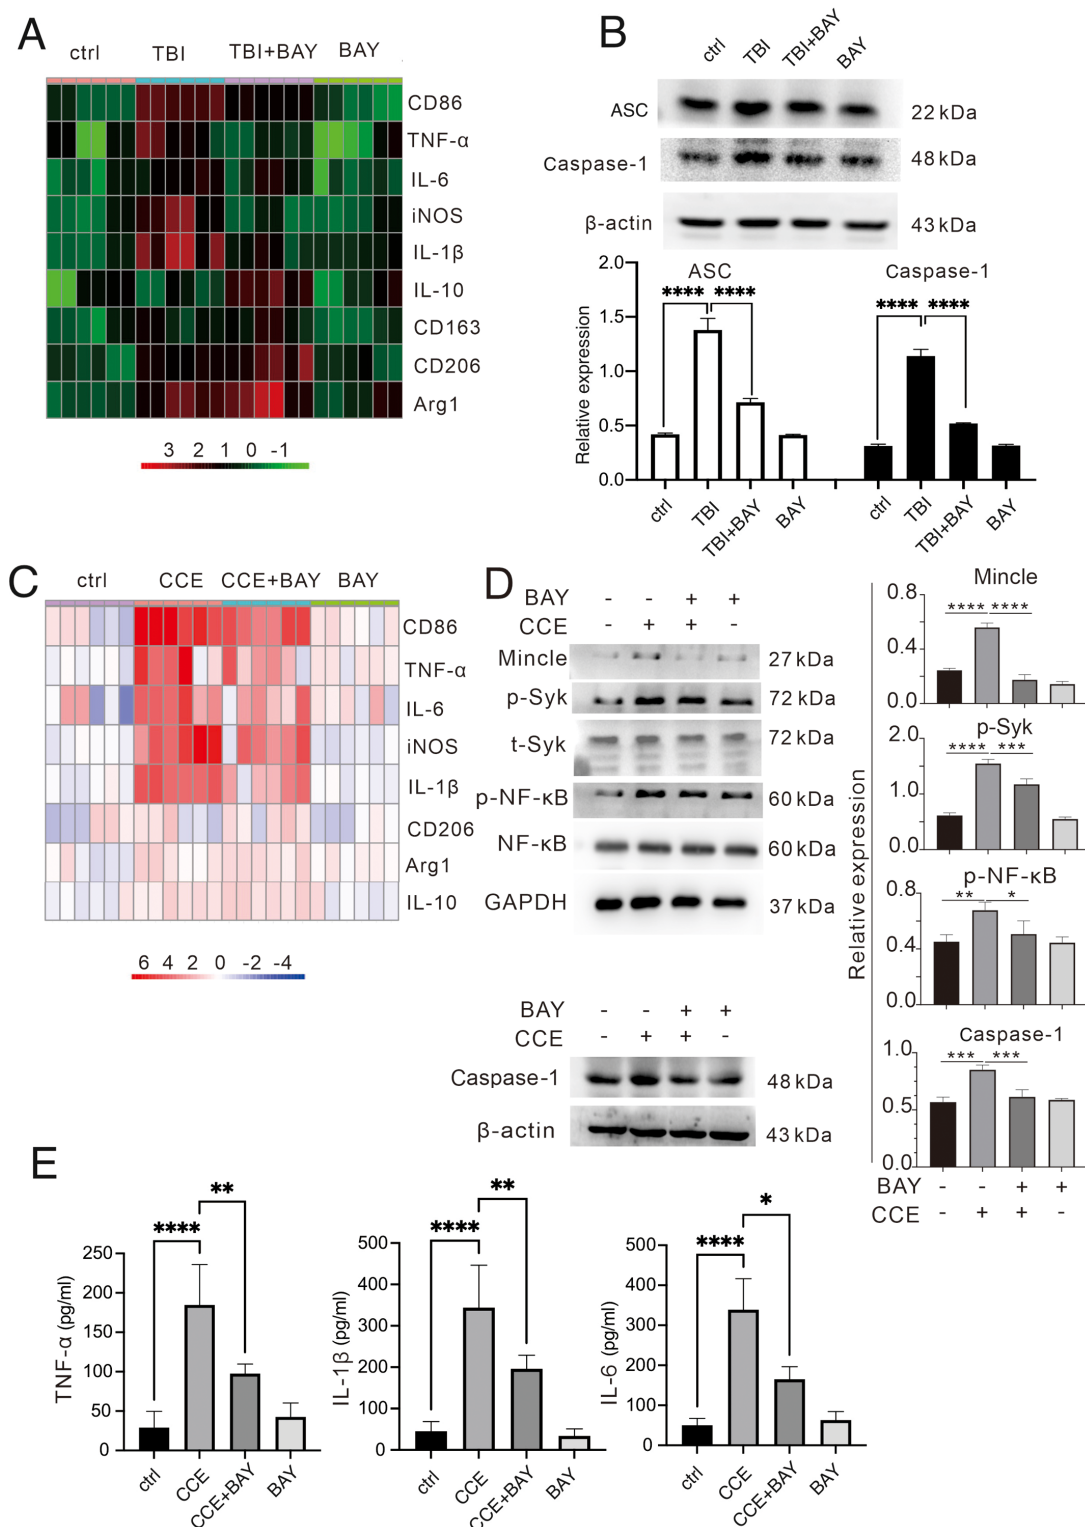 A
ctrl TBI TBI+BAY BAY
CD86
TNF-α
IL-6
iNOS
IL-1β
IL-10
CD163
CD206
Arg1
3 2 1 0 -1
B
ctrl TBI TBI+BAY BAY
ASC 22 kDa
Caspase-1 48 kDa
β-actin 43 kDa
Relative expression
2.0
1.5
1.0
0.5
0.0
ASC Caspase-1
**** **** **** ****
ctrl TBI TBI+BAY BAY ctrl TBI TBI+BAY BAY
C
ctrl CCE CCE+BAY BAY
CD86
TNF-α
IL-6
iNOS
IL-1β
CD206
Arg1
IL-10
6 4 2 0 -2 -4
D
BAY - - + +
CCE - + + -
Mincle 27 kDa
p-Syk 72 kDa
t-Syk 72 kDa
p-NF-κB 60 kDa
NF-κB 60 kDa
GAPDH 37 kDa
BAY - - + +
CCE - + + -
Caspase-1 48 kDa
β-actin 43 kDa
Relative expression
Mincle
0.8
0.4
0.0
**** ****
p-Syk
2.0
1.0
0.0
**** ***
p-NF-κB
0.8
0.4
0.0
** *
Caspase-1
1.0
0.5
0.0
*** ***
BAY - - + +
CCE - + + -
E
TNF-α (pg/ml)
250
200
150
100
50
0
**** **
ctrl CCE CCE+BAY BAY
IL-1β (pg/ml)
500
400
300
200
100
0
**** **
ctrl CCE CCE+BAY BAY
IL-6 (pg/ml)
500
400
300
200
100
0
**** *
ctrl CCE CCE+BAY BAY